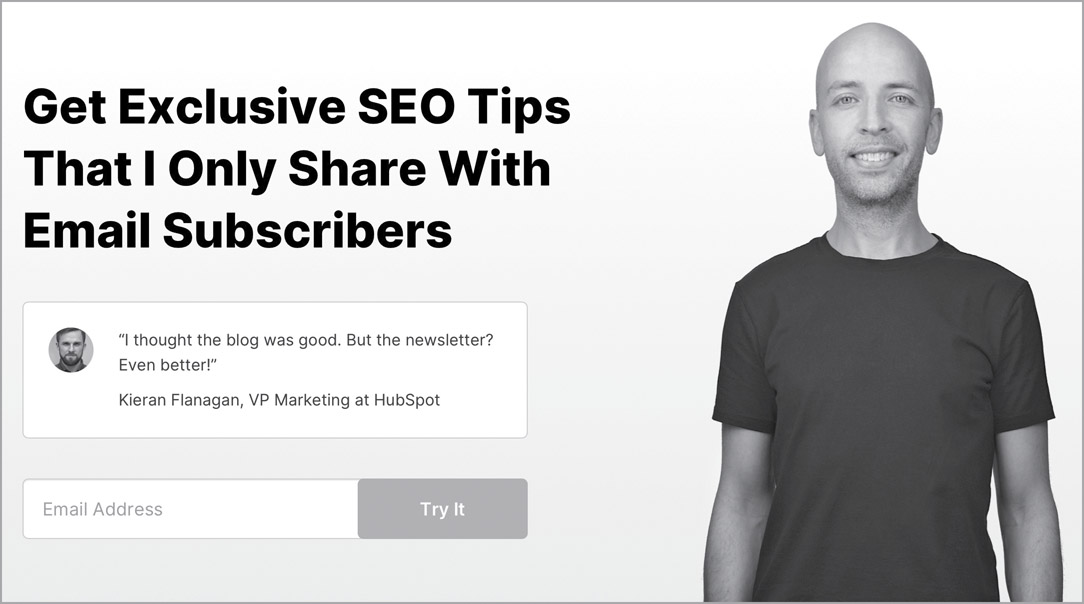 Get Exclusive SEO Tips
That I Only Share With
Email Subscribers
“I thought the blog was good. But the newsletter?
Even better!”
Kieran Flanagan, VP Marketing at HubSpot
Email Address
Try It